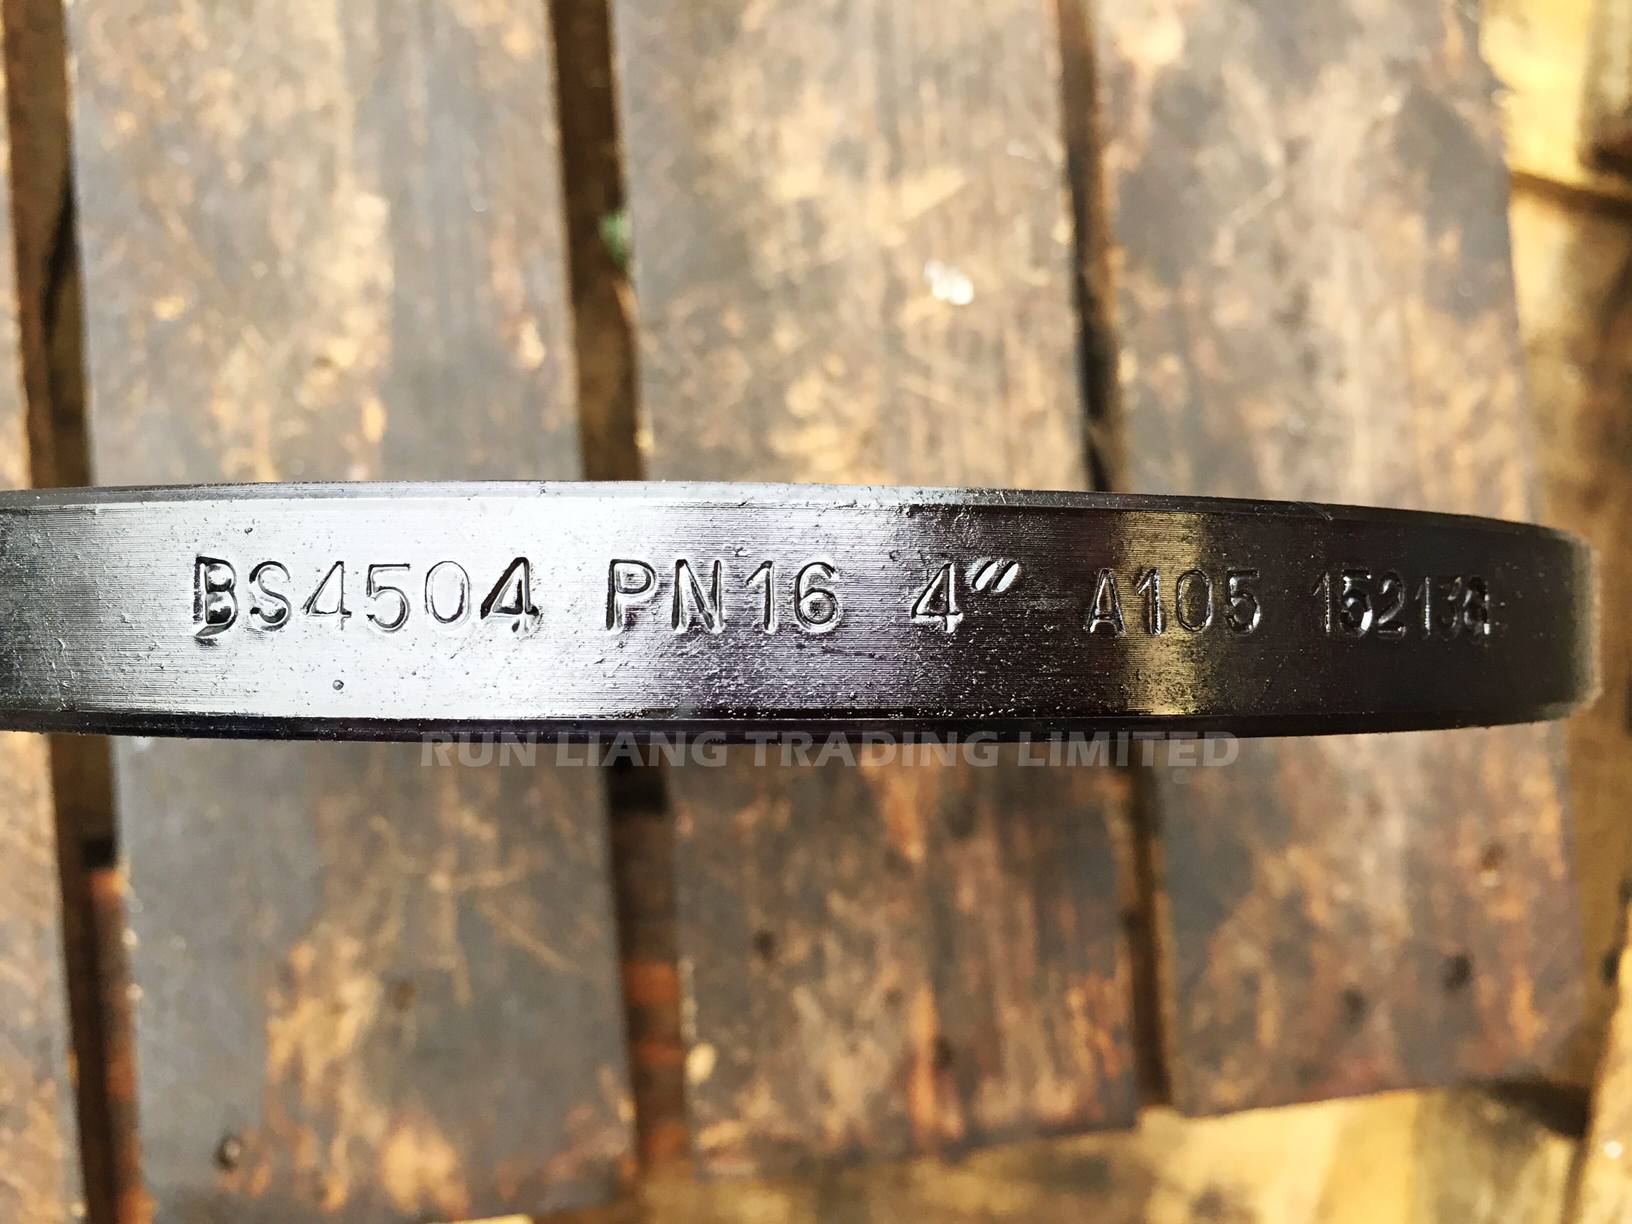 BS4504 PN16 4" A105
RUN LIANG TRADING LIMITED